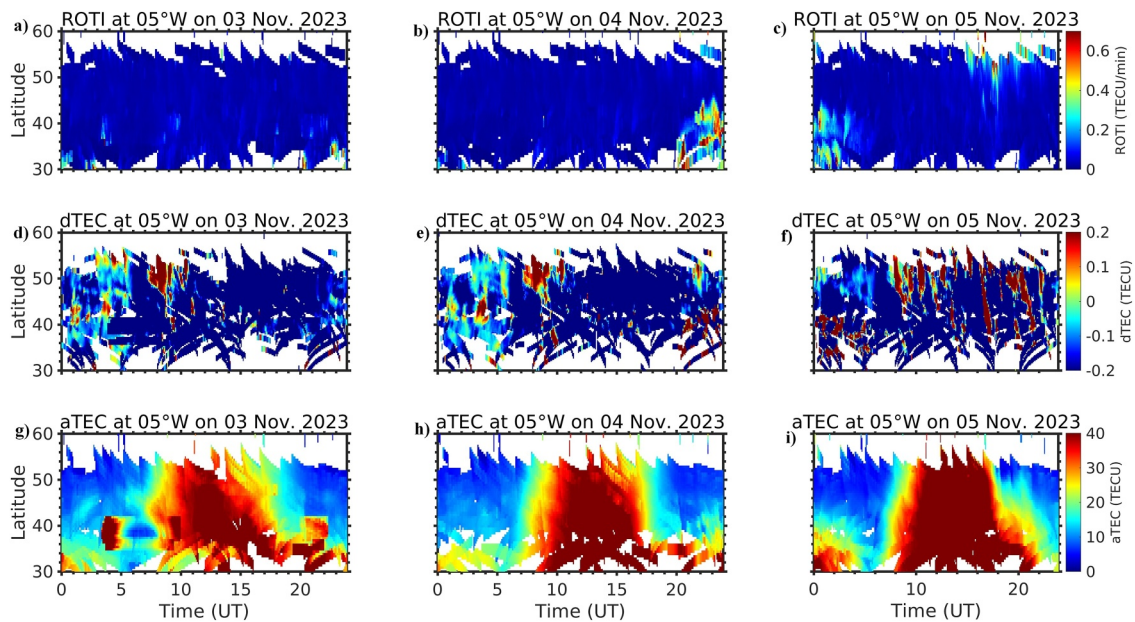 a) ROTI at 05°W on 03 Nov. 2023
b) ROTI at 05°W on 04 Nov. 2023
c) ROTI at 05°W on 05 Nov. 2023
60
50
40
30
Latitude
0.6
0.4
0.2
0
ROTI (TECU/min)
d) dTEC at 05°W on 03 Nov. 2023
e) dTEC at 05°W on 04 Nov. 2023
f) dTEC at 05°W on 05 Nov. 2023
60
50
40
30
Latitude
0.2
0.1
0
-0.1
-0.2
dTEC (TECU)
g) aTEC at 05°W on 03 Nov. 2023
h) aTEC at 05°W on 04 Nov. 2023
i) aTEC at 05°W on 05 Nov. 2023
60
50
40
30
Latitude
40
30
20
10
0
aTEC (TECU)
0 5 10 15 20
0 5 10 15 20
0 10 20
Time (UT)
Time (UT)
Time (UT)